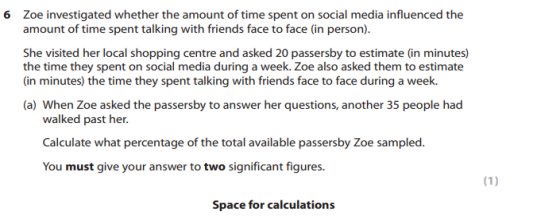 6 Zoe investigated whether the amount of time spent on social media influenced the
amount of time spent talking with friends face to face (in person).
She visited her local shopping centre and asked 20 passersby to estimate (in minutes)
the time they spent on social media during a week. Zoe also asked them to estimate
(in minutes) the time they spent talking with friends face to face during a week.
(a) When Zoe asked the passersby to answer her questions, another 35 people had
walked past her.
Calculate what percentage of the total available passersby Zoe sampled.
You must give your answer to two significant figures.
(1)
Space for calculations